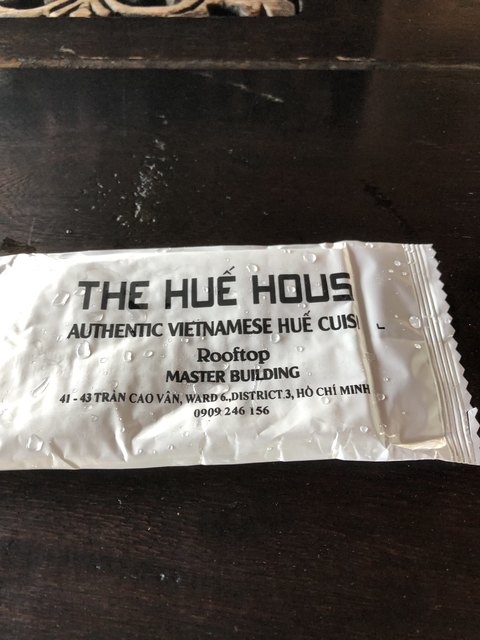 THE HUẾ HOUS
AUTHENTIC VIETNAMESE HUẾ CUIS
Rooftop
MASTER BUILDING
41 - 43 TRẦN CAO VÂN, WARD 6.,DISTRICT.3, HỒ CHÍ MINH
0909 246 156